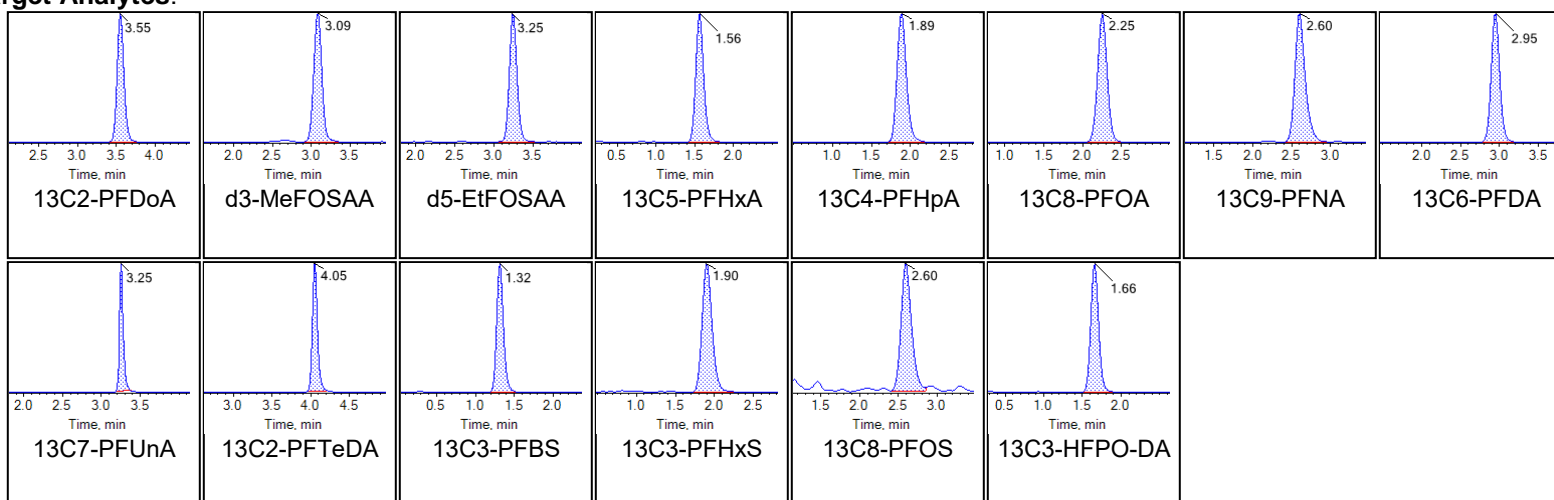 rget Analytes:
3.55
2.5 3.0 3.5 4.0
Time, min
13C2-PFDoA
3.09
2.0 2.5 3.0 3.5
Time, min
d3-MeFOSAA
3.25
2.0 2.5 3.0 3.5
Time, min
d5-EtFOSAA
1.56
0.5 1.0 1.5 2.0
Time, min
13C5-PFHxA
1.89
1.0 1.5 2.0 2.5
Time, min
13C4-PFHpA
2.25
1.0 1.5 2.0 2.5
Time, min
13C8-PFOA
2.60
1.5 2.0 2.5 3.0
Time, min
13C9-PFNA
2.95
2.0 2.5 3.0 3.5
Time, min
13C6-PFDA
3.25
2.0 2.5 3.0 3.5
Time, min
13C7-PFUnA
4.05
3.0 3.5 4.0 4.5
Time, min
13C2-PFTeDA
1.32
0.5 1.0 1.5 2.0
Time, min
13C3-PFBS
1.90
1.0 1.5 2.0 2.5
Time, min
13C3-PFHxS
2.60
1.5 2.0 2.5 3.0
Time, min
13C8-PFOS
1.66
0.5 1.0 1.5 2.0
Time, min
13C3-HFPO-DA